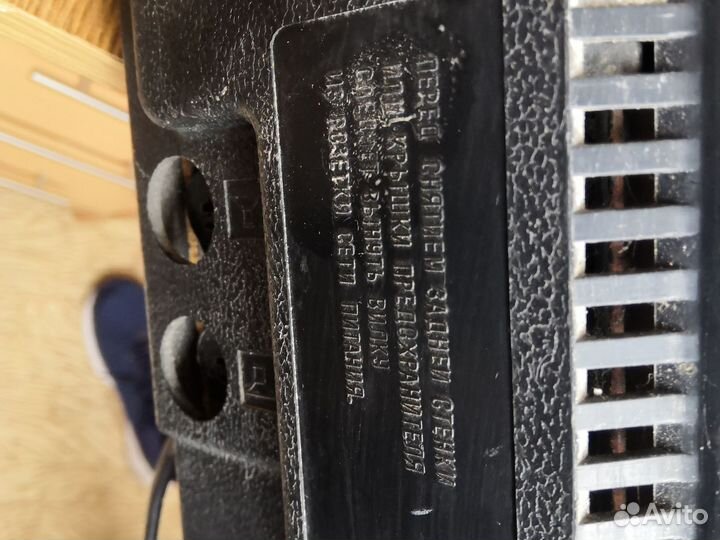 ПЕРЕД СНЯТИЕМ ЗАДНЕЙ СТЕНКИ
ИЛИ КРЫШКИ ПРЕДОХРАНИТЕЛЯ
СЛЕДУЕТ ВЫНУТЬ ВИЛКУ
ИЗ РОЗЕТКИ СЕТИ ПИТАНИЯ.
Avito